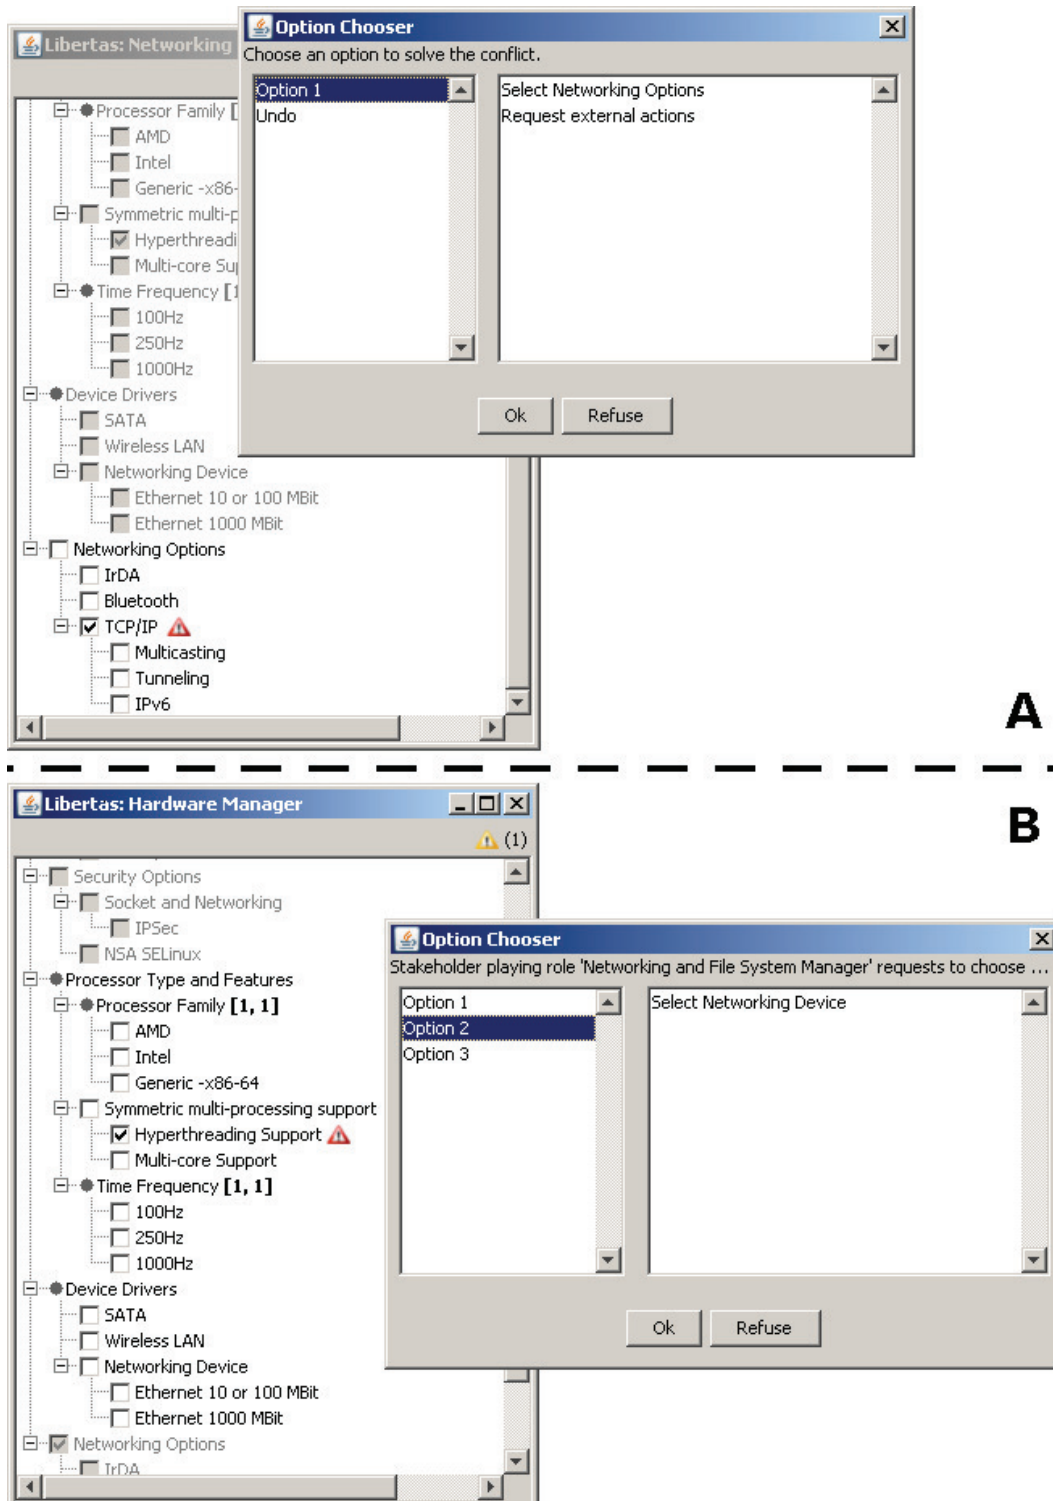 Libertas: Networking
Option Chooser
Choose an option to solve the conflict.
Option 1
Undo
Select Networking Options
Request external actions
Ok
Refuse
Processor Family [
AMD
Intel
Generic -x86-
Symmetric multi-p
Hyperthreadi
Multi-core Su
Time Frequency [1
100Hz
250Hz
1000Hz
Device Drivers
SATA
Wireless LAN
Networking Device
Ethernet 10 or 100 MBit
Ethernet 1000 MBit
Networking Options
IrDA
Bluetooth
TCP/IP
Multicasting
Tunneling
IPv6
A
Libertas: Hardware Manager
B
(1)
Security Options
Socket and Networking
IPSec
NSA SELinux
Processor Type and Features
Processor Family [1, 1]
AMD
Intel
Generic -x86-64
Symmetric multi-processing support
Hyperthreading Support
Multi-core Support
Time Frequency [1, 1]
100Hz
250Hz
1000Hz
Device Drivers
SATA
Wireless LAN
Networking Device
Ethernet 10 or 100 MBit
Ethernet 1000 MBit
Networking Options
IrDA
Option Chooser
Stakeholder playing role 'Networking and File System Manager' requests to choose ...
Option 1
Option 2
Option 3
Select Networking Device
Ok
Refuse